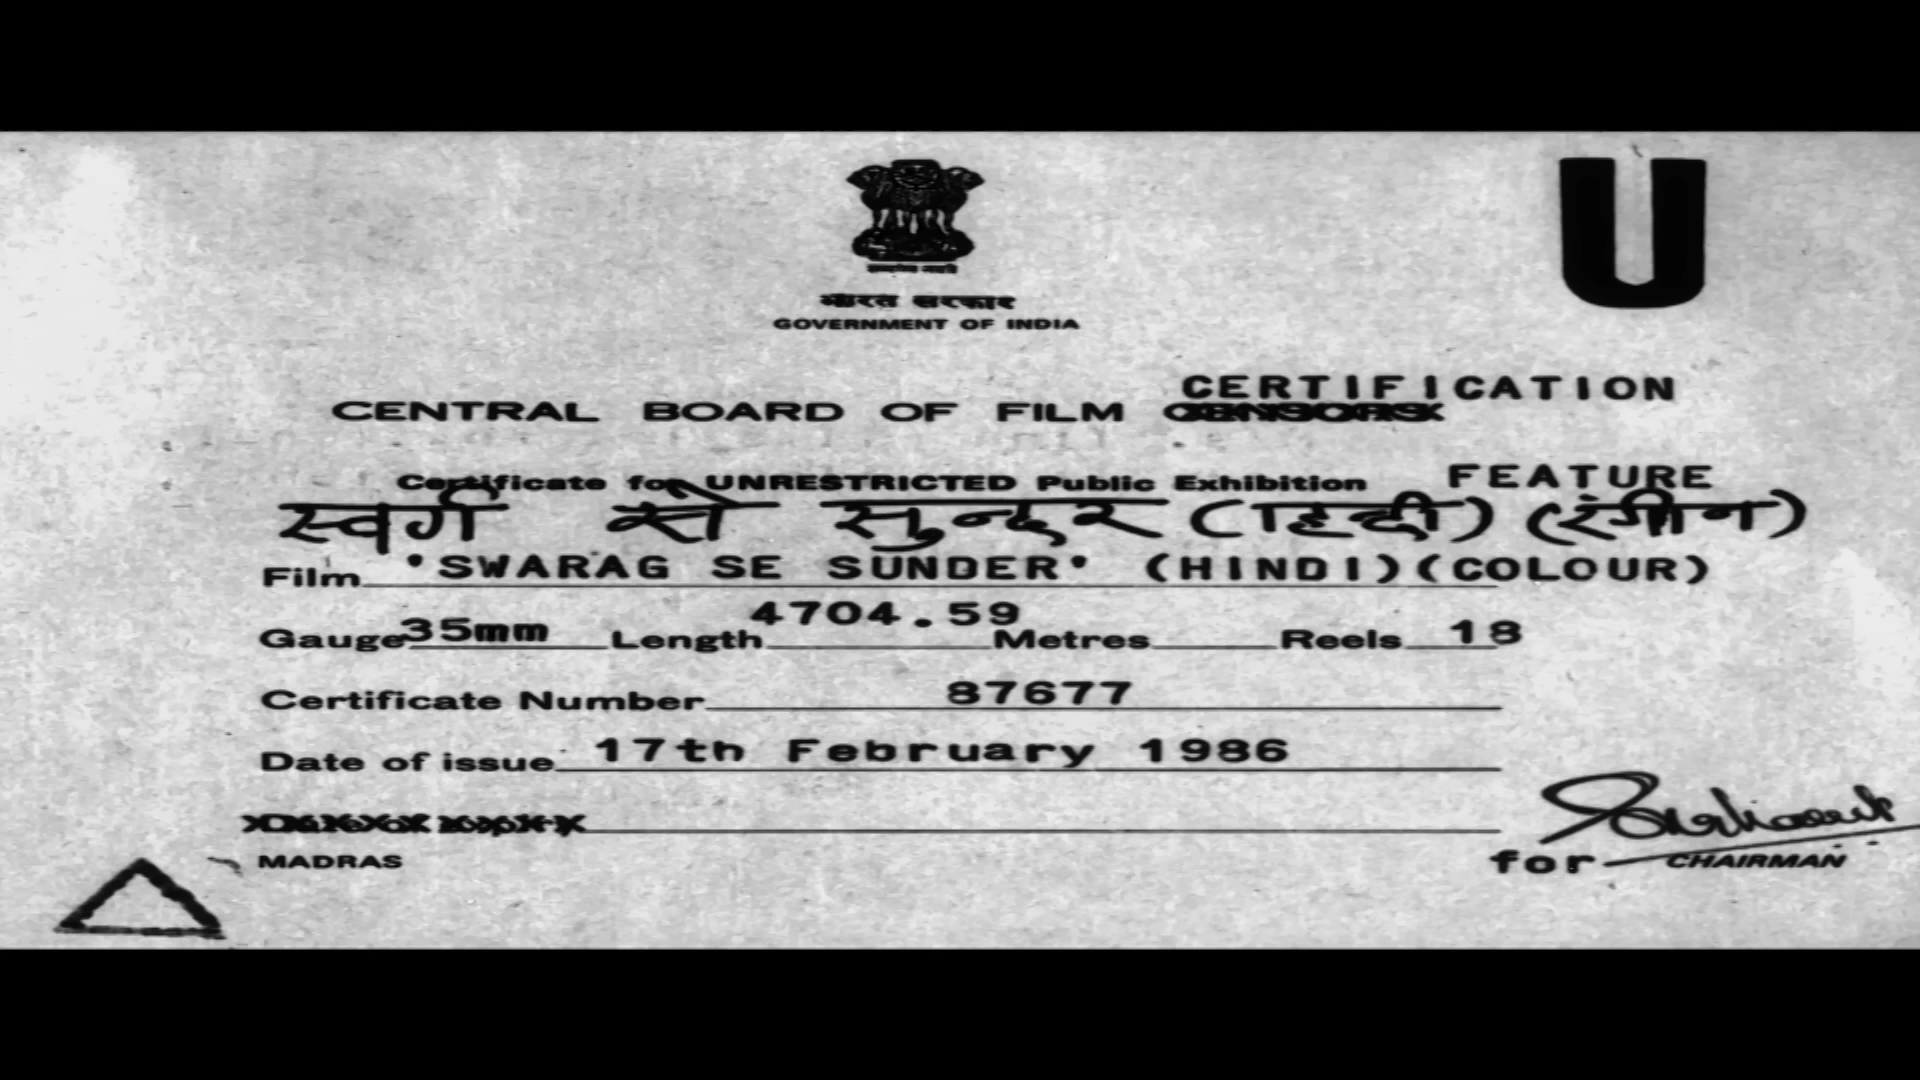 U
भारत सरकार
GOVERNMENT OF INDIA
CERTIFICATION
CENTRAL BOARD OF FILM CENSORS
Certificate for UNRESTRICTED Public Exhibition FEATURE
स्वर्ग से सुन्दर (हिंदी) (रंगीन)
Film 'SWARAG SE SUNDER' (HINDI)(COLOUR)
Gauge 35mm Length 4704.59 Metres Reels 18
Certificate Number 87677
Date of issue 17th February 1986
MADRAS
for CHAIRMAN